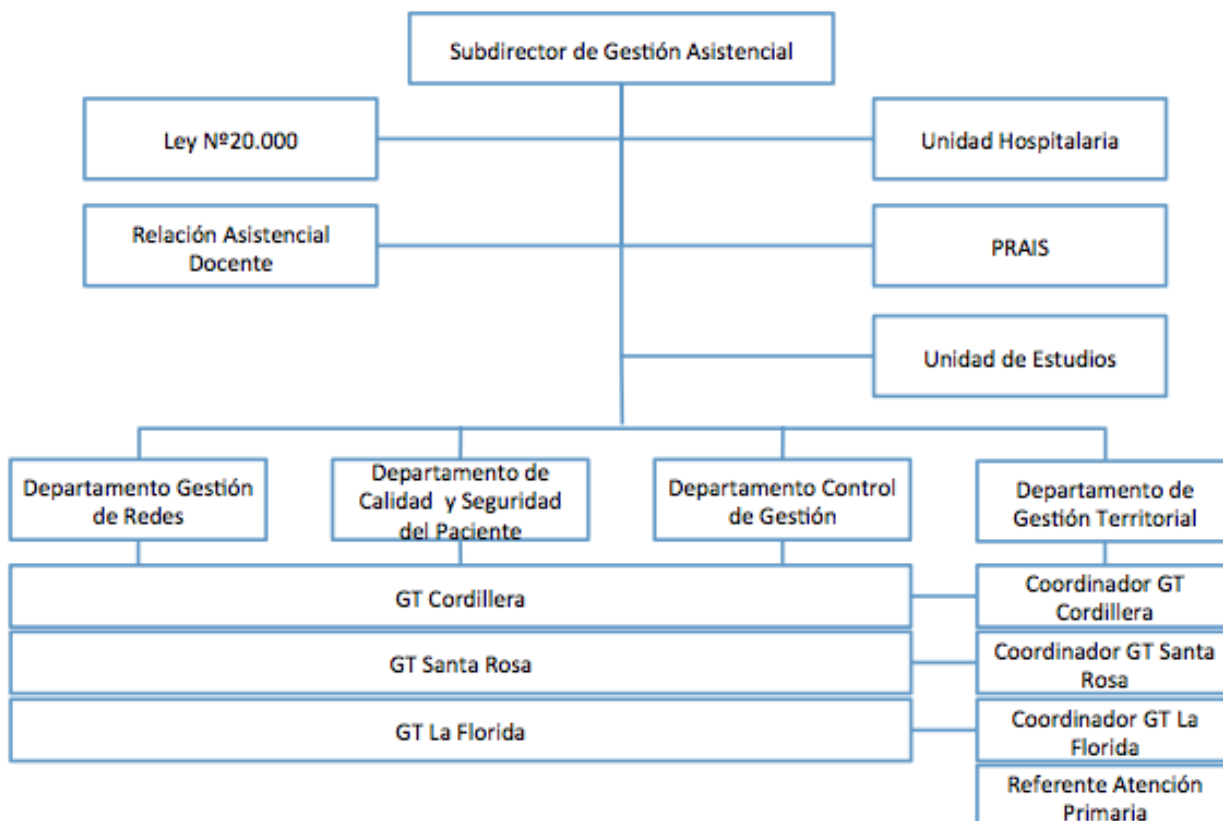 Subdirector de Gestión Asistencial
Ley Nº20.000
Unidad Hospitalaria
Relación Asistencial
Docente
PRAIS
Unidad de Estudios
Departamento Gestión
de Redes
Departamento de
Calidad y Seguridad
del Paciente
Departamento Control
de Gestión
Departamento de
Gestión Territorial
GT Cordillera
Coordinador GT
Cordillera
GT Santa Rosa
Coordinador GT Santa
Rosa
GT La Florida
Coordinador GT La
Florida
Referente Atención
Primaria